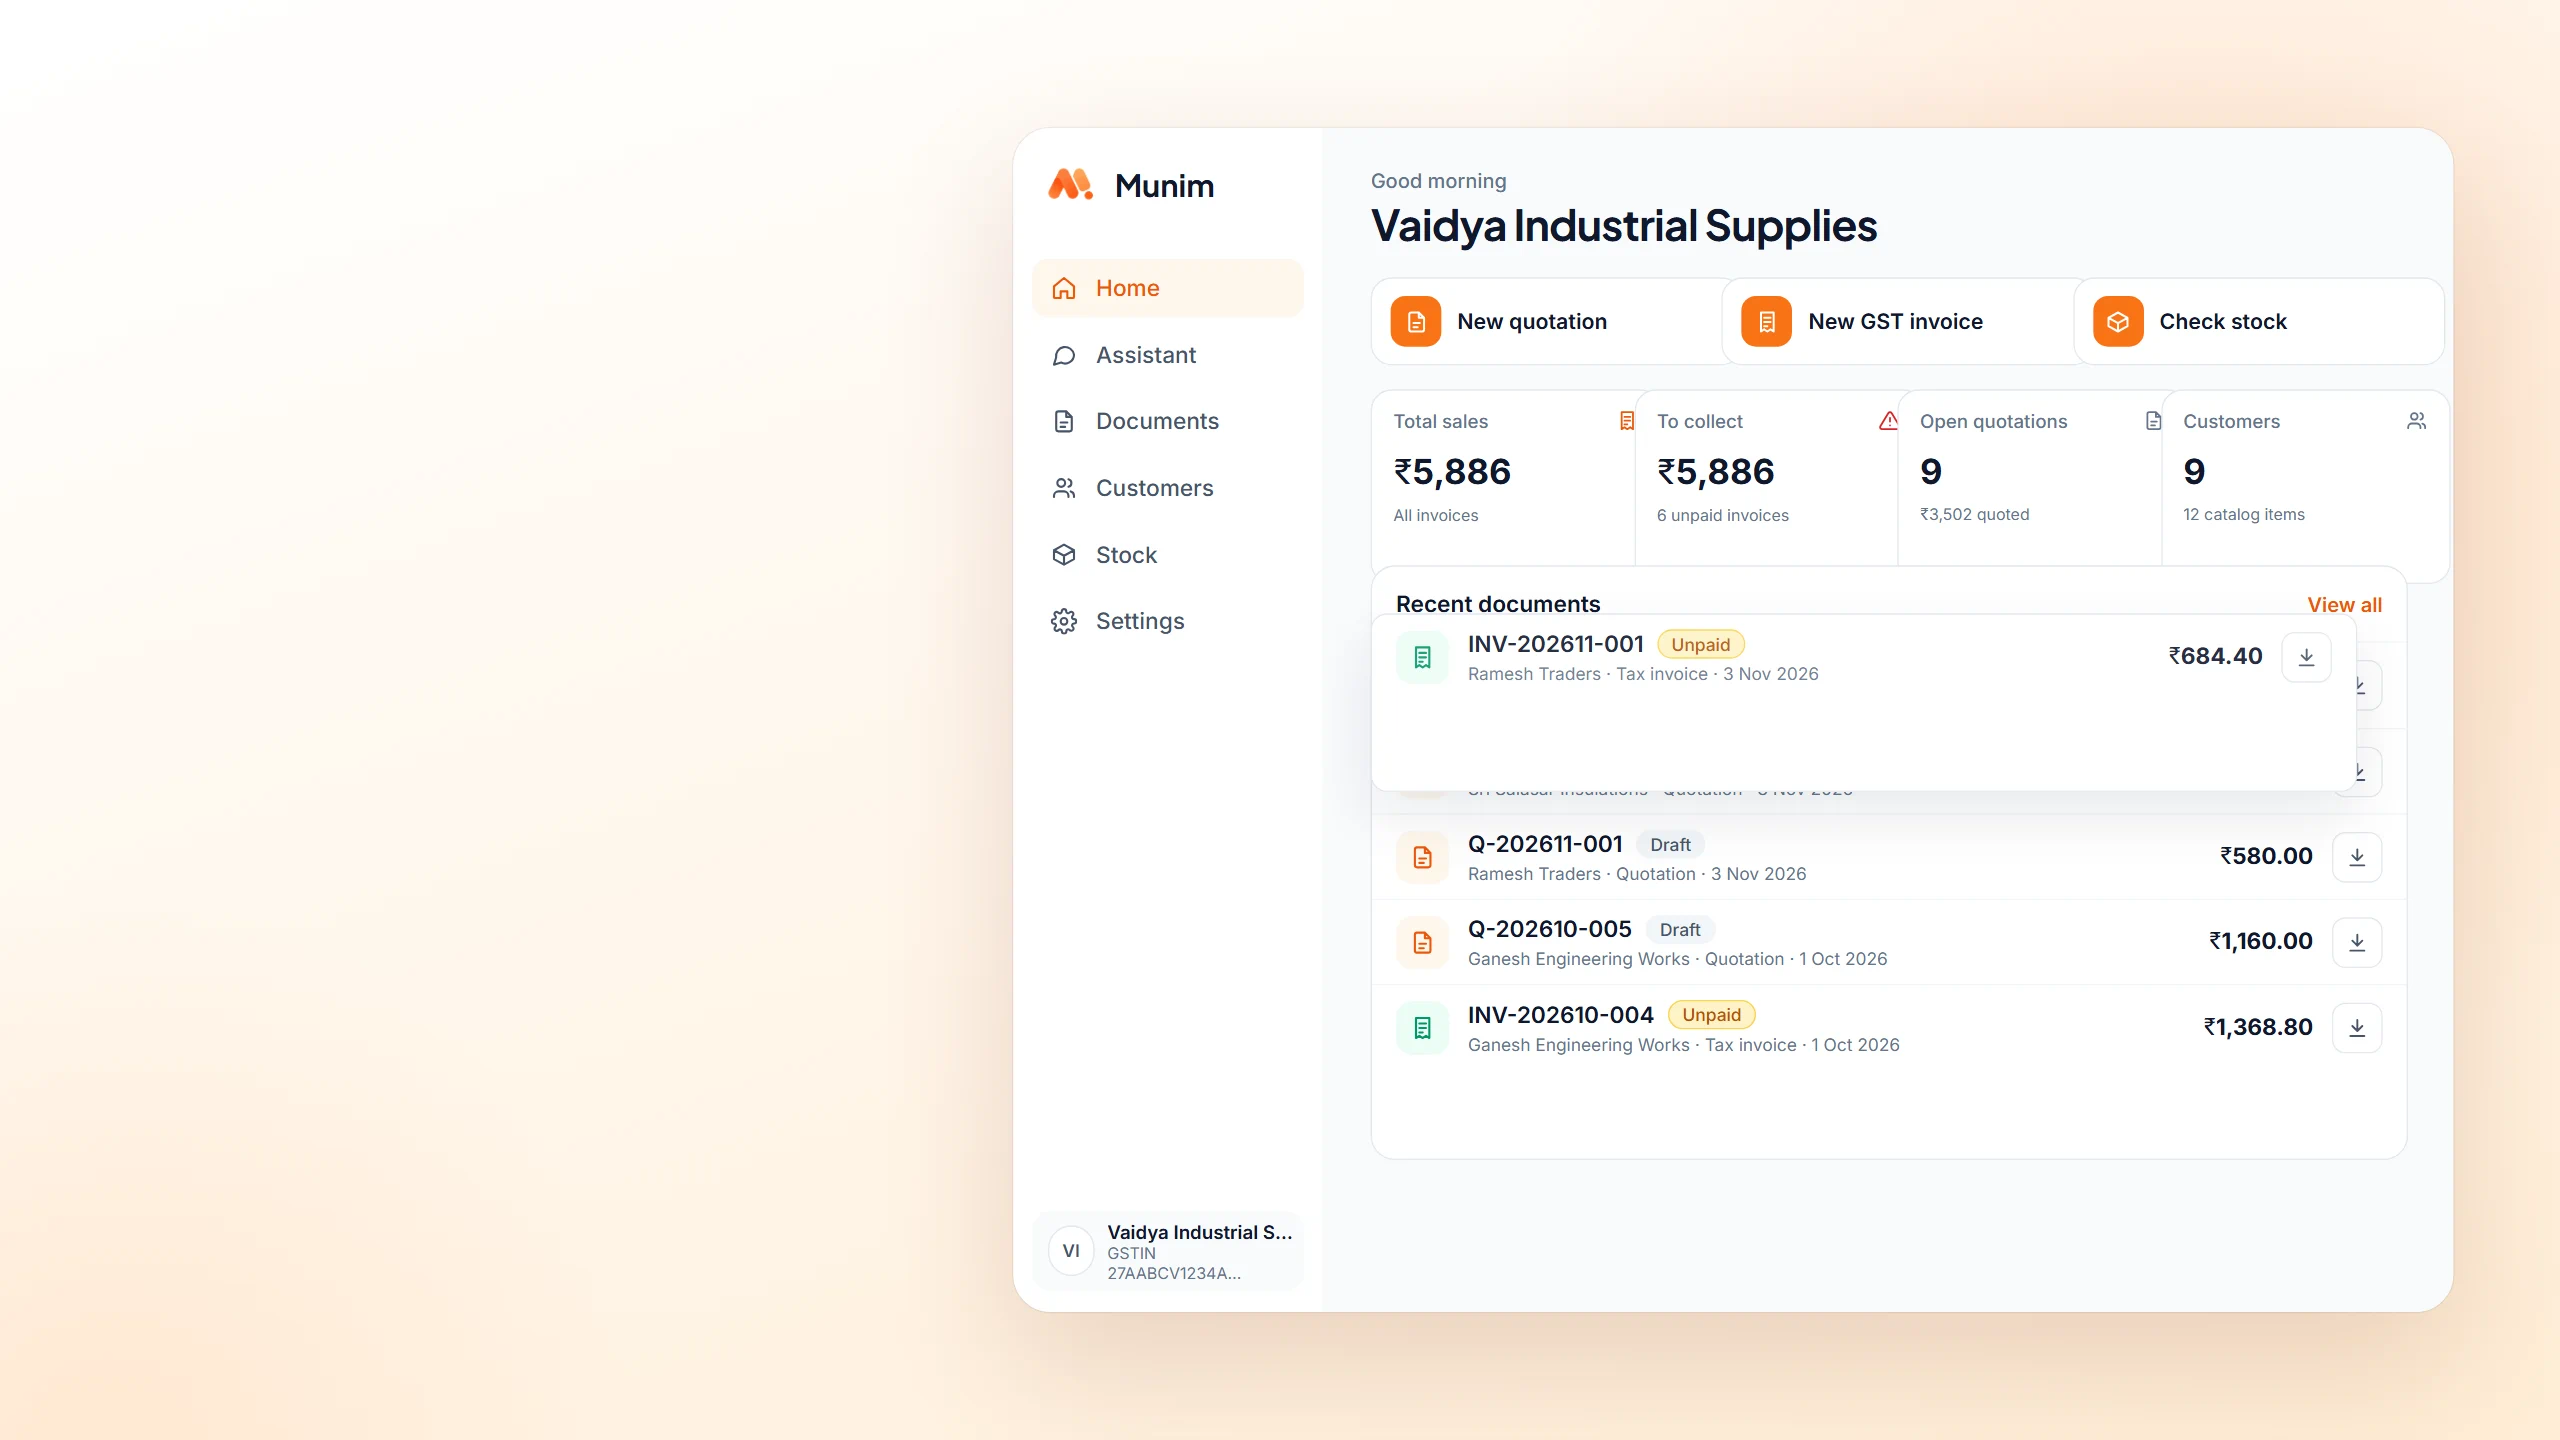 Munim
Home
Assistant
Documents
Customers
Stock
Settings
Vaidya Industrial S...
VI
GSTIN
27AABCV1234A...
Good morning
Vaidya Industrial Supplies
New quotation
New GST invoice
Check stock
Total sales
₹5,886
All invoices
To collect
₹5,886
6 unpaid invoices
Open quotations
9
₹3,502 quoted
Customers
9
12 catalog items
Recent documents
View all
INV-202611-001 Unpaid
₹684.40
Ramesh Traders · Tax invoice · 3 Nov 2026
Q-202611-001 Draft
₹580.00
Ramesh Traders · Quotation · 3 Nov 2026
Q-202610-005 Draft
₹1,160.00
Ganesh Engineering Works · Quotation · 1 Oct 2026
INV-202610-004 Unpaid
₹1,368.80
Ganesh Engineering Works · Tax invoice · 1 Oct 2026